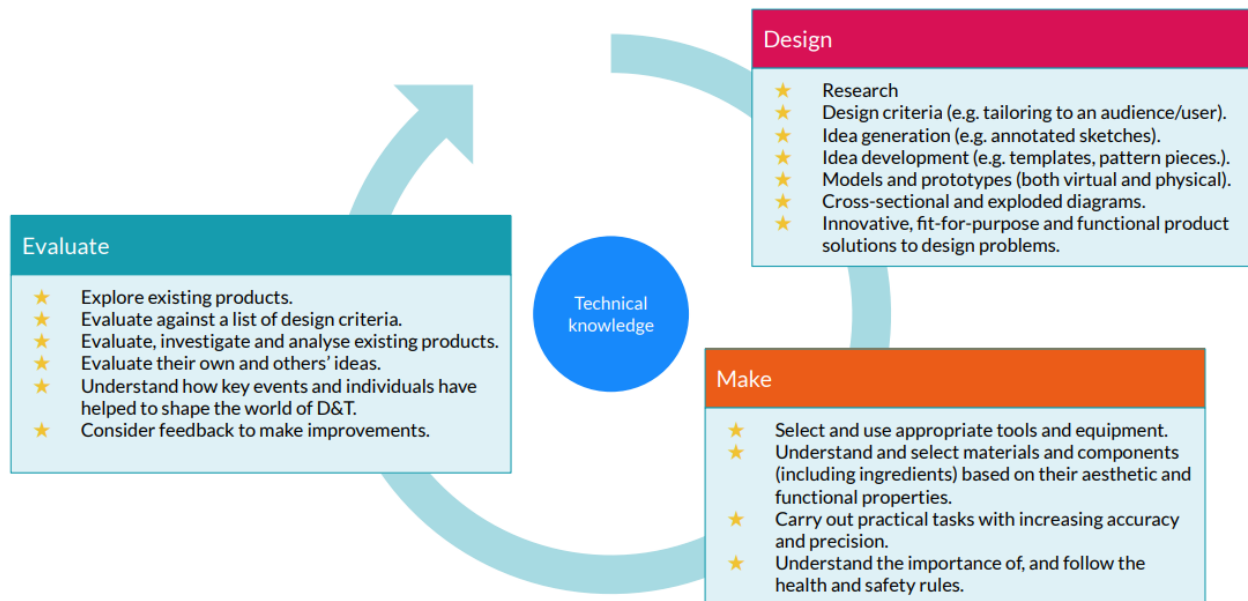 Design
Research
Design criteria (e.g. tailoring to an audience/user).
Idea generation (e.g. annotated sketches).
Idea development (e.g. templates, pattern pieces.).
Models and prototypes (both virtual and physical).
Cross-sectional and exploded diagrams.
Innovative, fit-for-purpose and functional product
solutions to design problems.
Technical
knowledge
Make
Select and use appropriate tools and equipment.
Understand and select materials and components
(including ingredients) based on their aesthetic and
functional properties.
Carry out practical tasks with increasing accuracy
and precision.
Understand the importance of, and follow the
health and safety rules.
Evaluate
Explore existing products.
Evaluate against a list of design criteria.
Evaluate, investigate and analyse existing products.
Evaluate their own and others’ ideas.
Understand how key events and individuals have
helped to shape the world of D&T.
Consider feedback to make improvements.